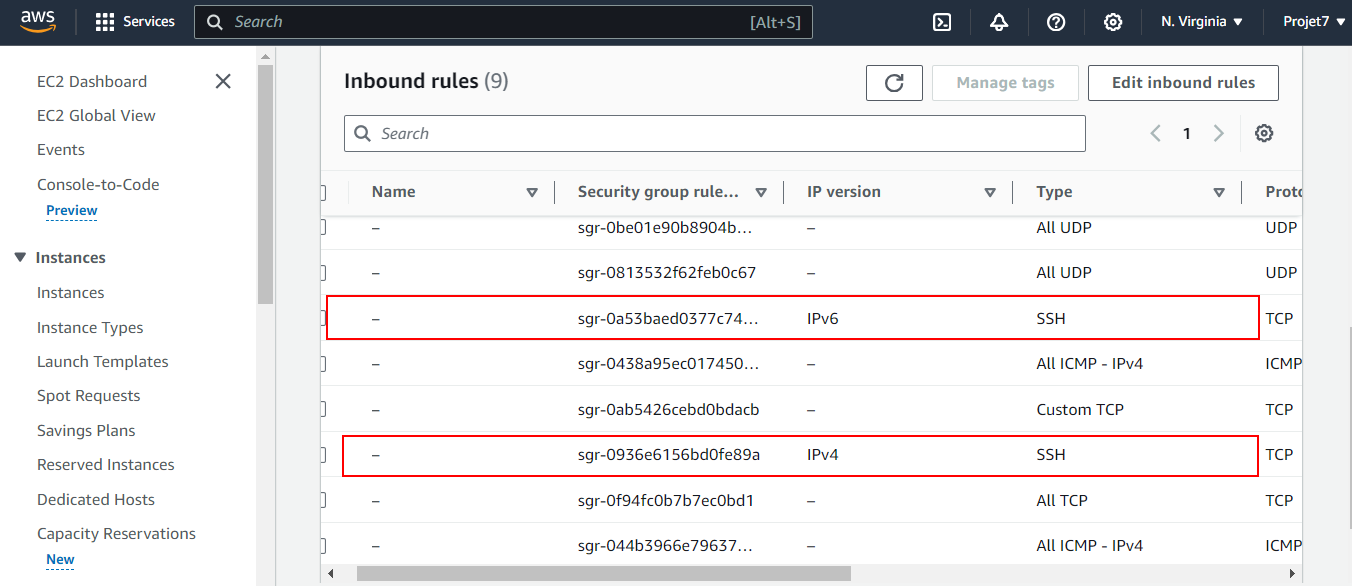 aws Services Search [Alt+S] N. Virginia Projet7
EC2 Dashboard
EC2 Global View
Events
Console-to-Code
Preview
Instances
Instances
Instance Types
Launch Templates
Spot Requests
Savings Plans
Reserved Instances
Dedicated Hosts
Capacity Reservations
New
Inbound rules (9) Manage tags Edit inbound rules
Search 1
Name Security group rule... IP version Type Proto
– sgr-0be01e90b8904b... – All UDP UDP
– sgr-0813532f62feb0c67 – All UDP UDP
– sgr-0a53baed0377c74... IPv6 SSH TCP
– sgr-0438a95ec017450... – All ICMP - IPv4 ICMP
– sgr-0ab5426cebd0bdacb – Custom TCP TCP
– sgr-0936e6156bd0fe89a IPv4 SSH TCP
– sgr-0f94fc0b7b7ec0bd1 – All TCP TCP
– sgr-044b3966e79637... – All ICMP - IPv4 ICMP